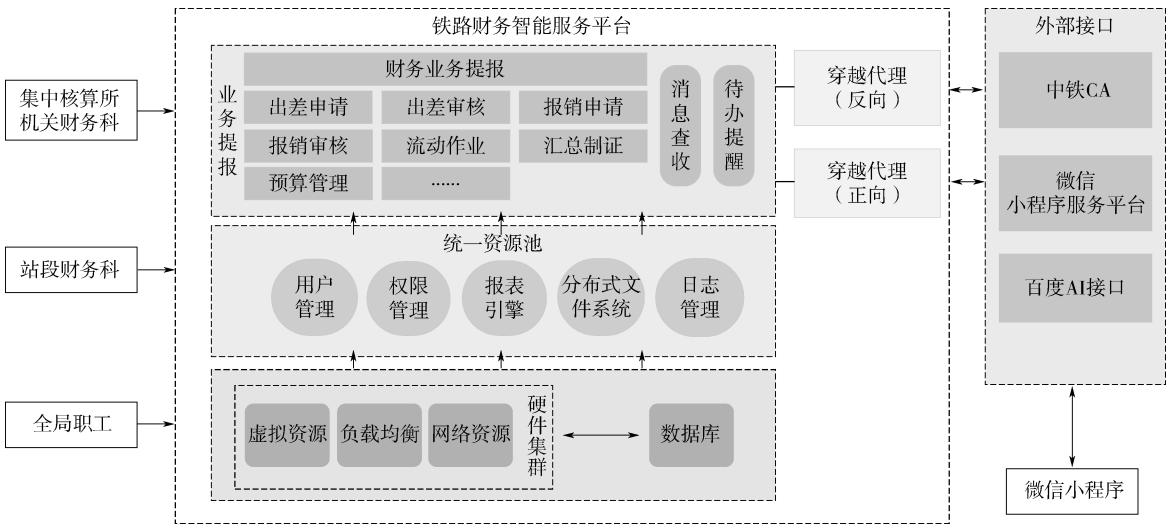 铁路财务智能服务平台
集中核算所
机关财务科
站段财务科
全局职工
业务提报
财务业务提报
出差申请
出差审核
报销申请
报销审核
流动作业
汇总制证
预算管理
……
消息查收
待办提醒
统一资源池
用户
管理
权限
管理
报表
引擎
分布式文
件系统
日志
管理
虚拟资源
负载均衡
网络资源
硬件集群
数据库
穿越代理
（反向）
穿越代理
（正向）
外部接口
中铁CA
微信
小程序服务平台
百度AI接口
微信小程序